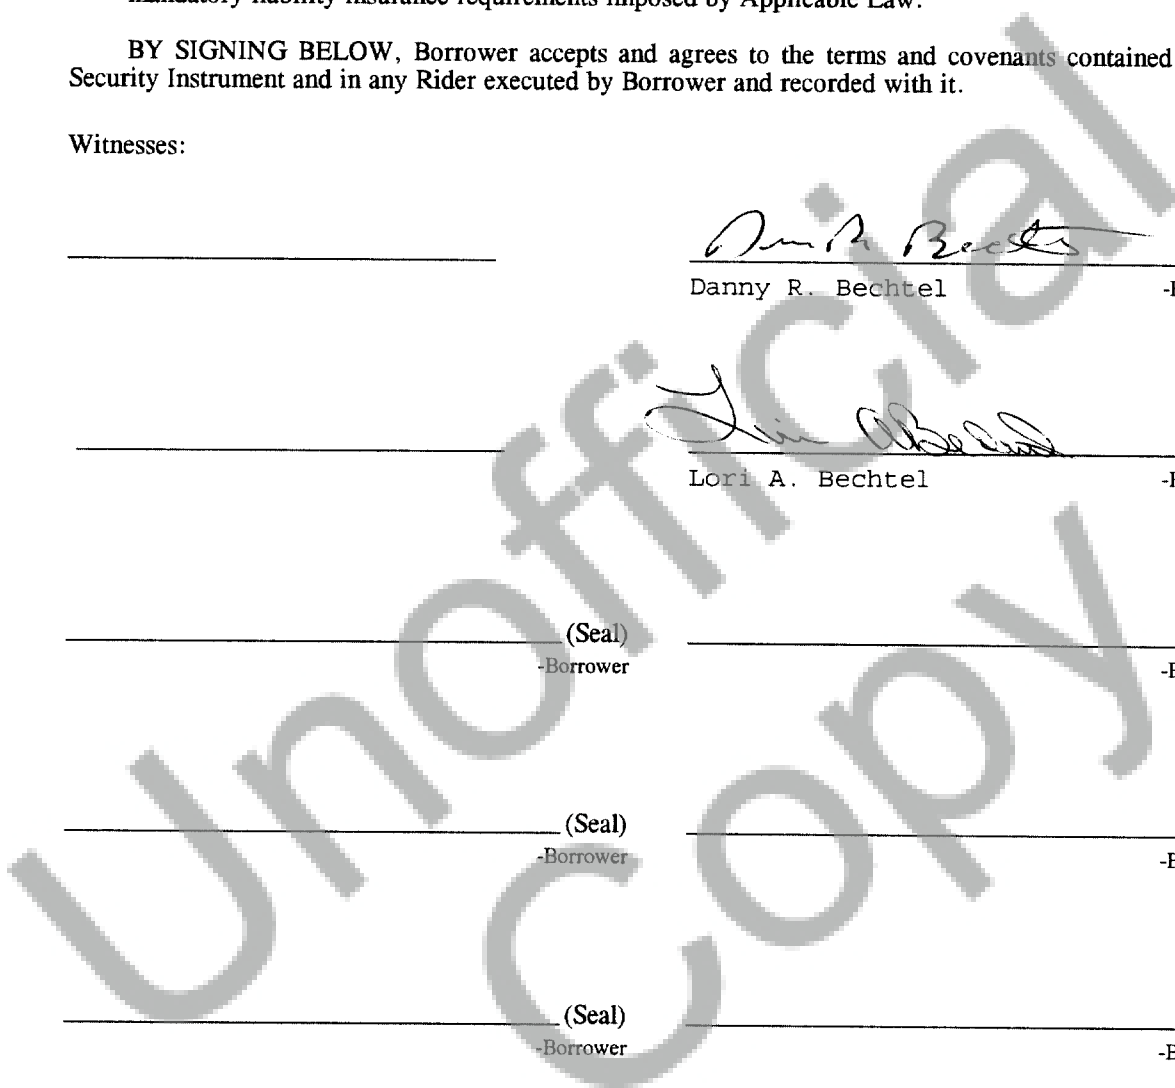 mandatory liability insurance requirements imposed by Applicable Law.
BY SIGNING BELOW, Borrower accepts and agrees to the terms and covenants contained
Security Instrument and in any Rider executed by Borrower and recorded with it.
Witnesses:
Danny R. Bechtel
Lori A. Bechtel
(Seal)
-Borrower
(Seal)
-Borrower
(Seal)
-Borrower
Unofficial
Copy